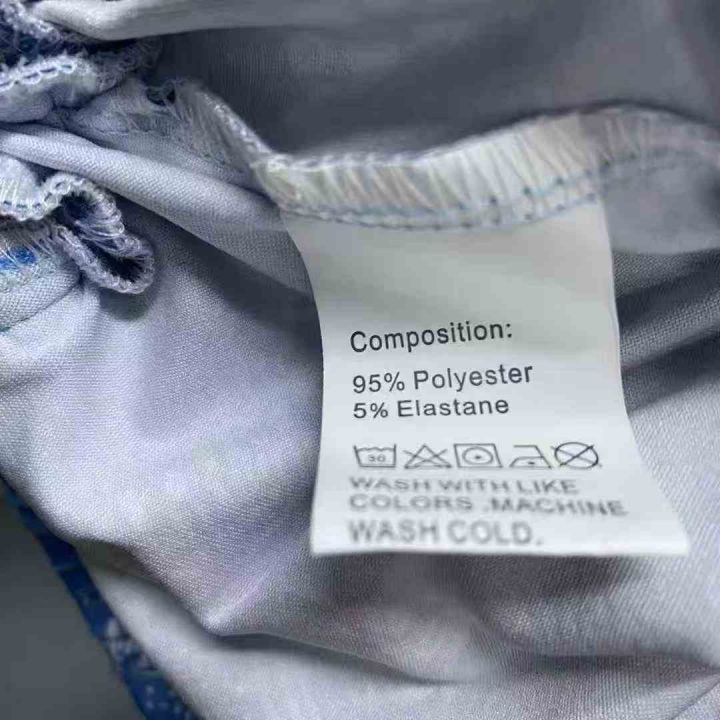 Composition:
95% Polyester
5% Elastane
30
WASH WITH LIKE
COLORS .MACHINE
WASH COLD.